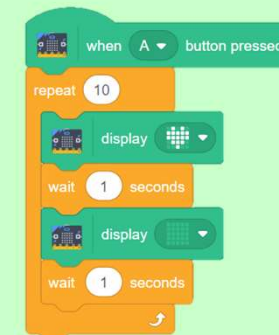 when A button pressed
repeat 10
display
wait 1 seconds
display
wait 1 seconds